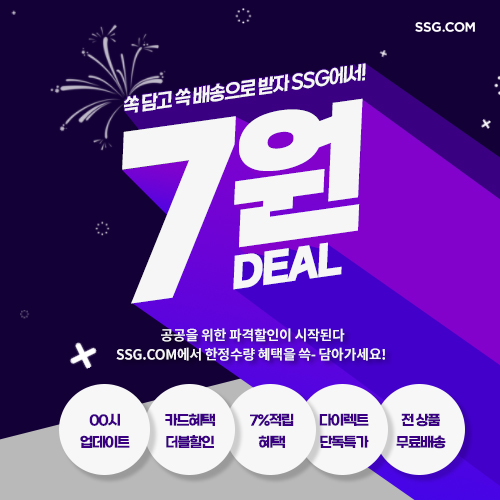 SSG.COM
쓱 담고 쓱 배송으로 받자 SSG에서!
7원
DEAL
공공을 위한 파격할인이 시작된다
SSG.COM에서 한정수량 혜택을 쓱- 담아가세요!
00시
업데이트
카드혜택
더블할인
7%적립
혜택
다이렉트
단독특가
전 상품
무료배송